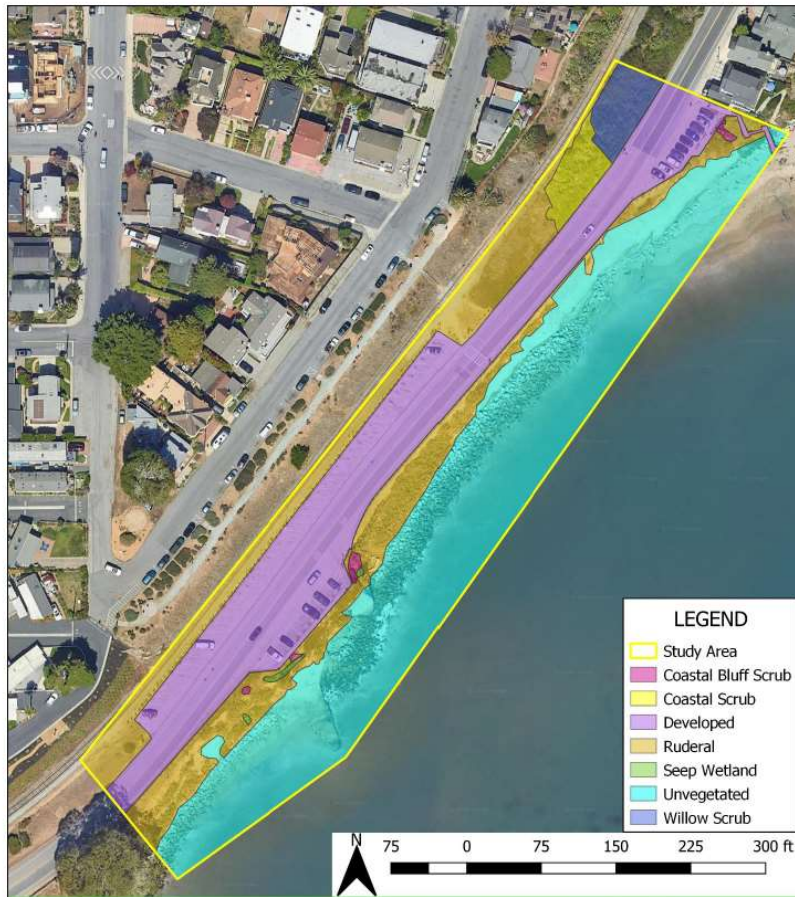 LEGEND
Study Area
Coastal Bluff Scrub
Coastal Scrub
Developed
Ruderal
Seep Wetland
Unvegetated
Willow Scrub
N
75 0 75 150 225 300 ft